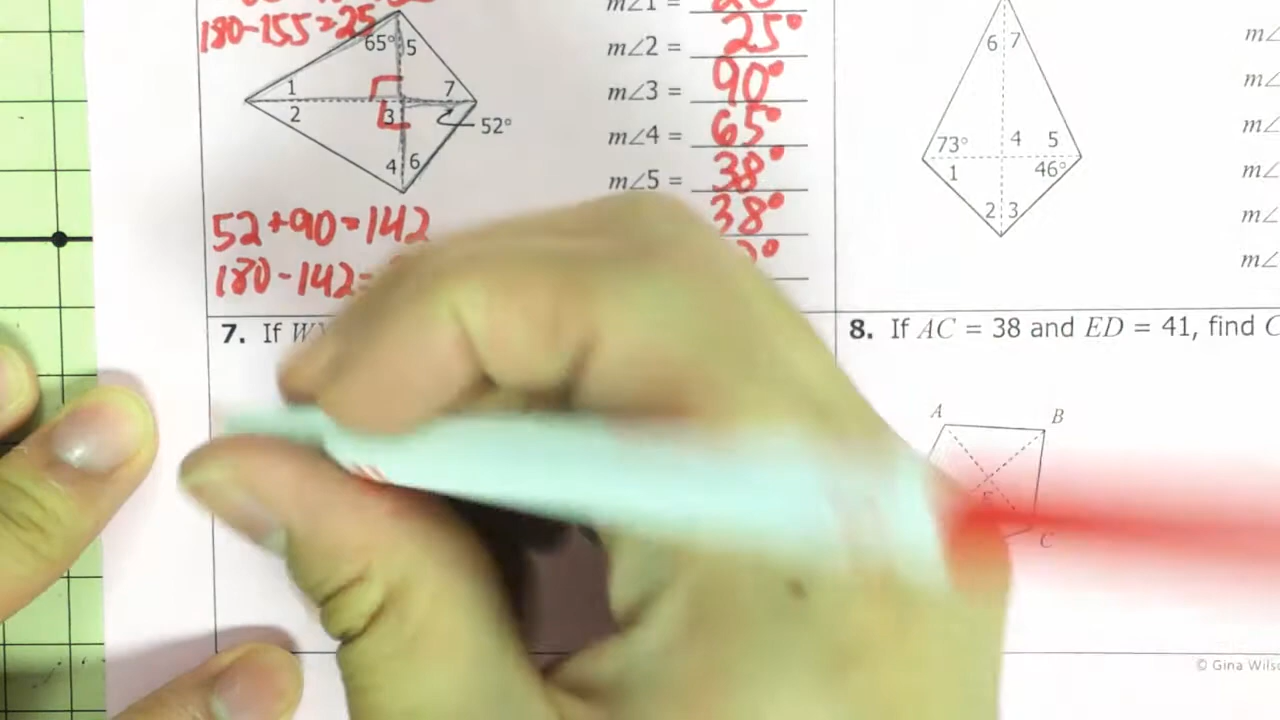 180-155=25
65° 5
1 7
2 3 52°
4 6
52+90=142
180-142=
m∠1 =
m∠2 = 25°
m∠3 = 90°
m∠4 = 65°
m∠5 = 38°
38°
6 7
73° 4 5
1 46°
2 3
m∠
m∠
m∠
m∠
m∠
m∠
7. If
8. If AC = 38 and ED = 41, find
A B
E
C
© Gina